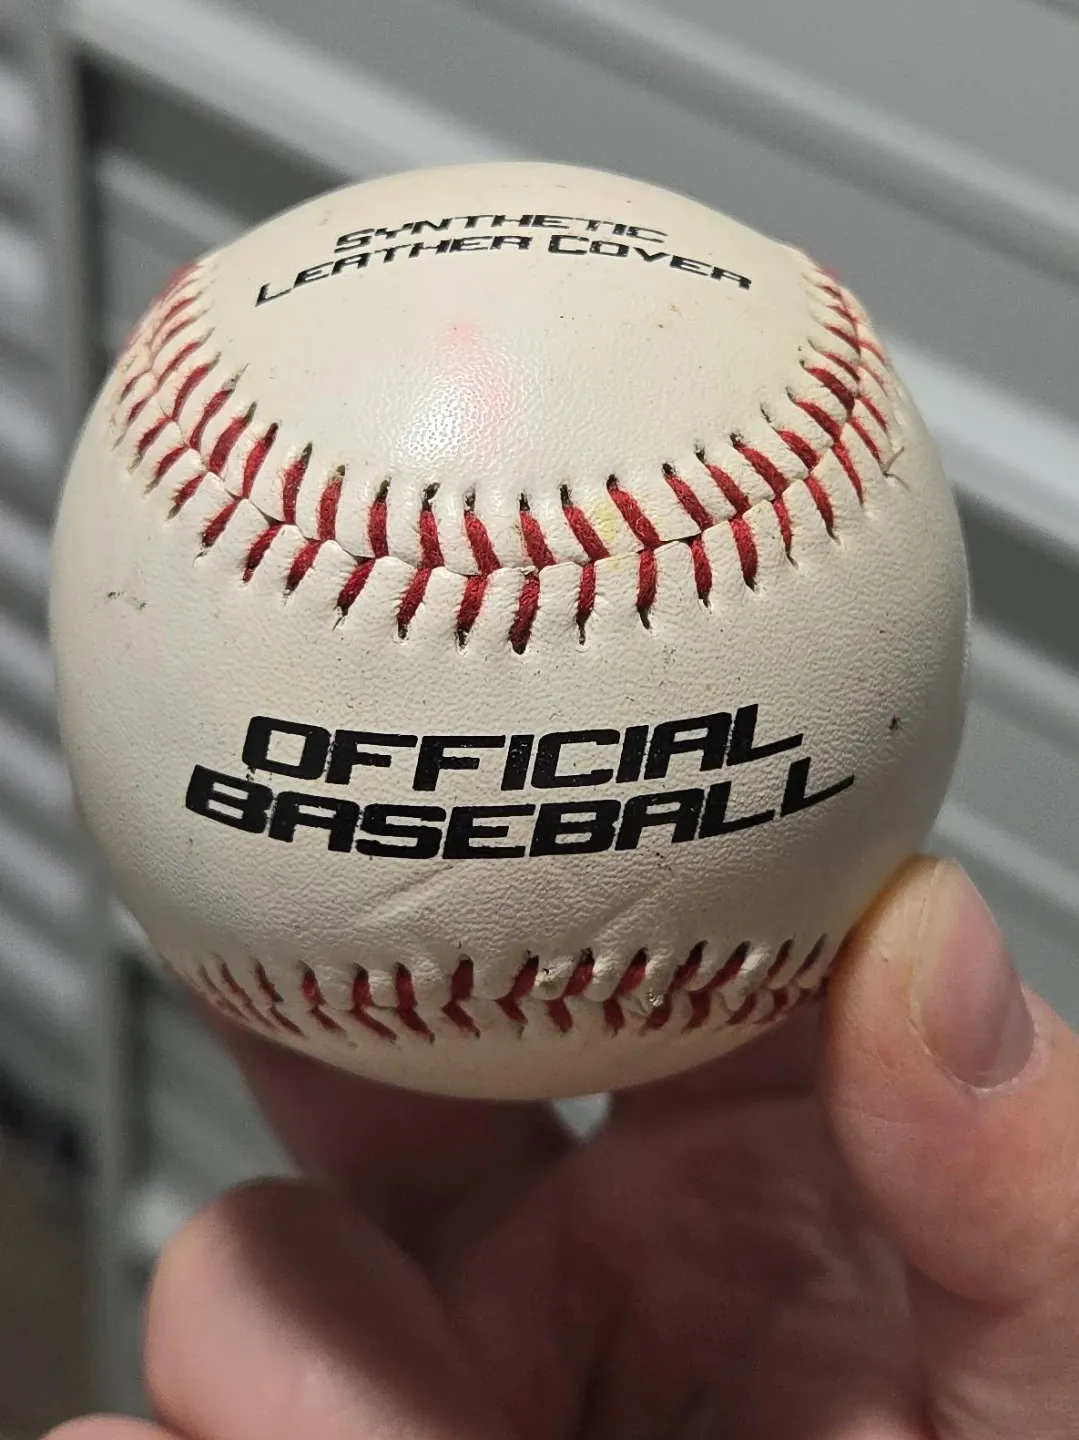 SYNTHETIC
LEATHER COVER
OFFICIAL
BASEBALL